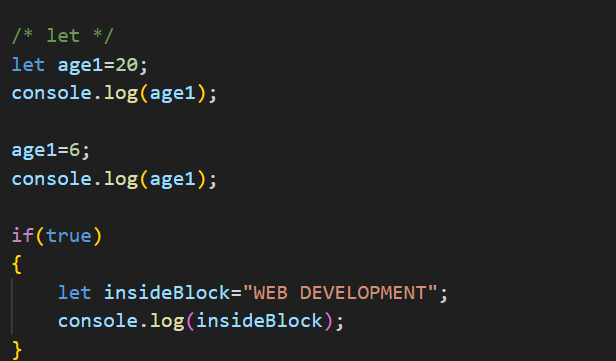 /* let */
let age1=20;
console.log(age1);
age1=6;
console.log(age1);
if(true)
{
let insideBlock="WEB DEVELOPMENT";
console.log(insideBlock);
}